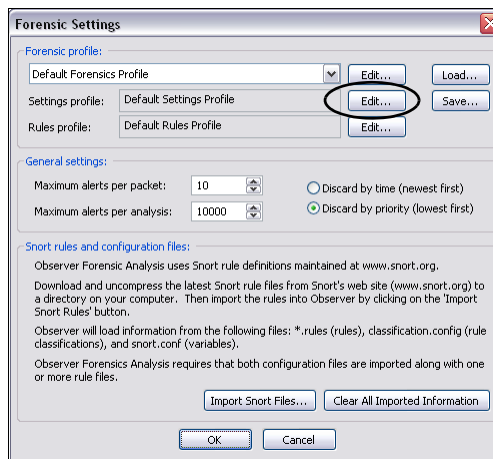 Forensic Settings
Forensic profile:
Default Forensics Profile Edit... Load...
Settings profile: Default Settings Profile Edit... Save...
Rules profile: Default Rules Profile Edit...
General settings:
Maximum alerts per packet: 10 Discard by time (newest first)
Maximum alerts per analysis: 10000 Discard by priority (lowest first)
Snort rules and configuration files:
Observer Forensic Analysis uses Snort rule definitions maintained at www.snort.org.
Download and uncompress the latest Snort rule files from Snort's web site (www.snort.org) to
a directory on your computer. Then import the rules into Observer by clicking on the 'Import
Snort Rules' button.
Observer will load information from the following files: *.rules (rules), classification.config (rule
classifications), and snort.conf (variables).
Observer Forensics Analysis requires that both configuration files are imported along with one
or more rule files.
Import Snort Files... Clear All Imported Information
OK Cancel